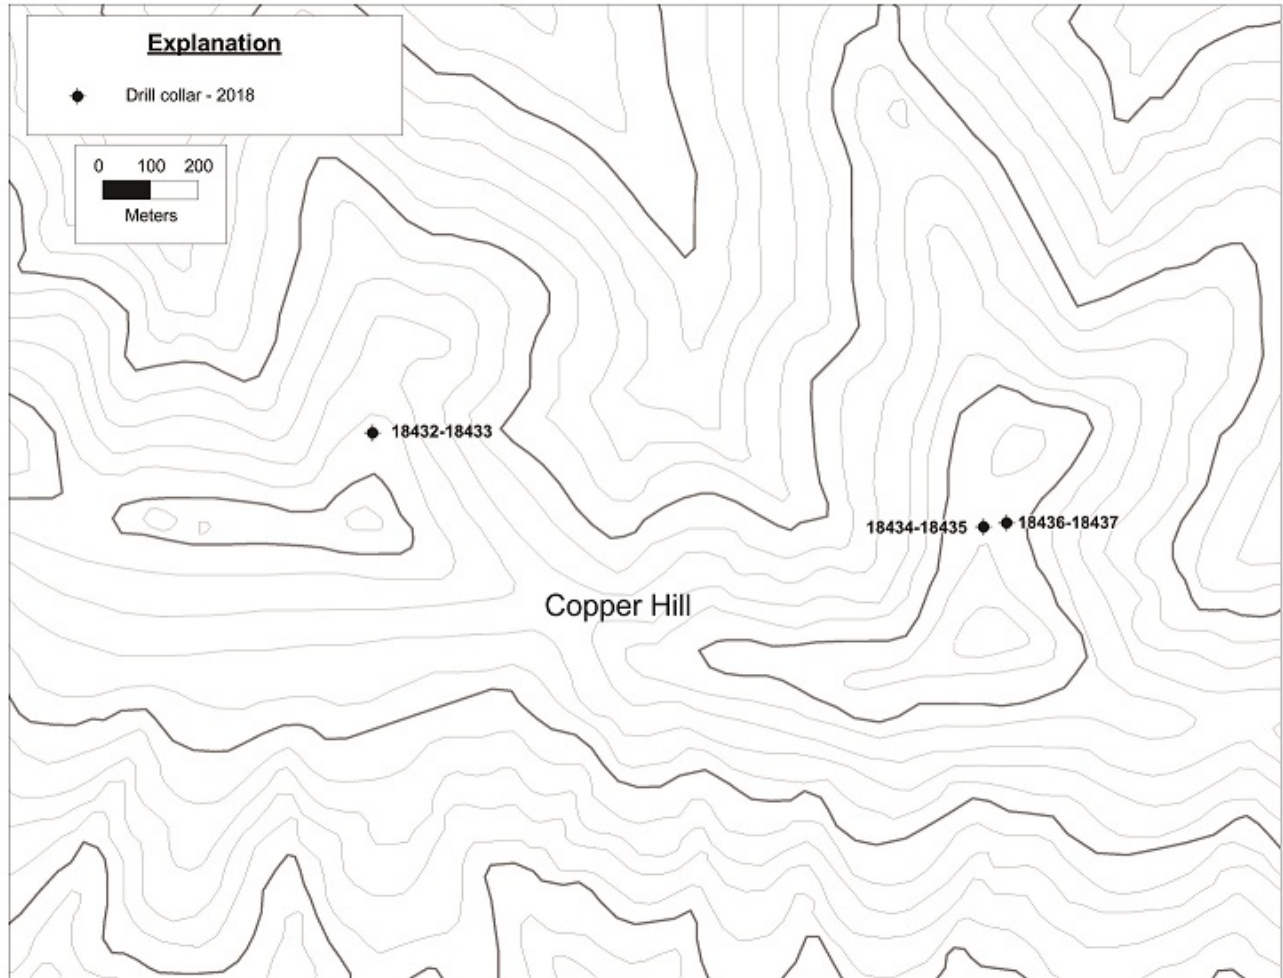 Explanation
Drill collar - 2018
0 100 200
Meters
18432-18433
18434-18435
18436-18437
Copper Hill